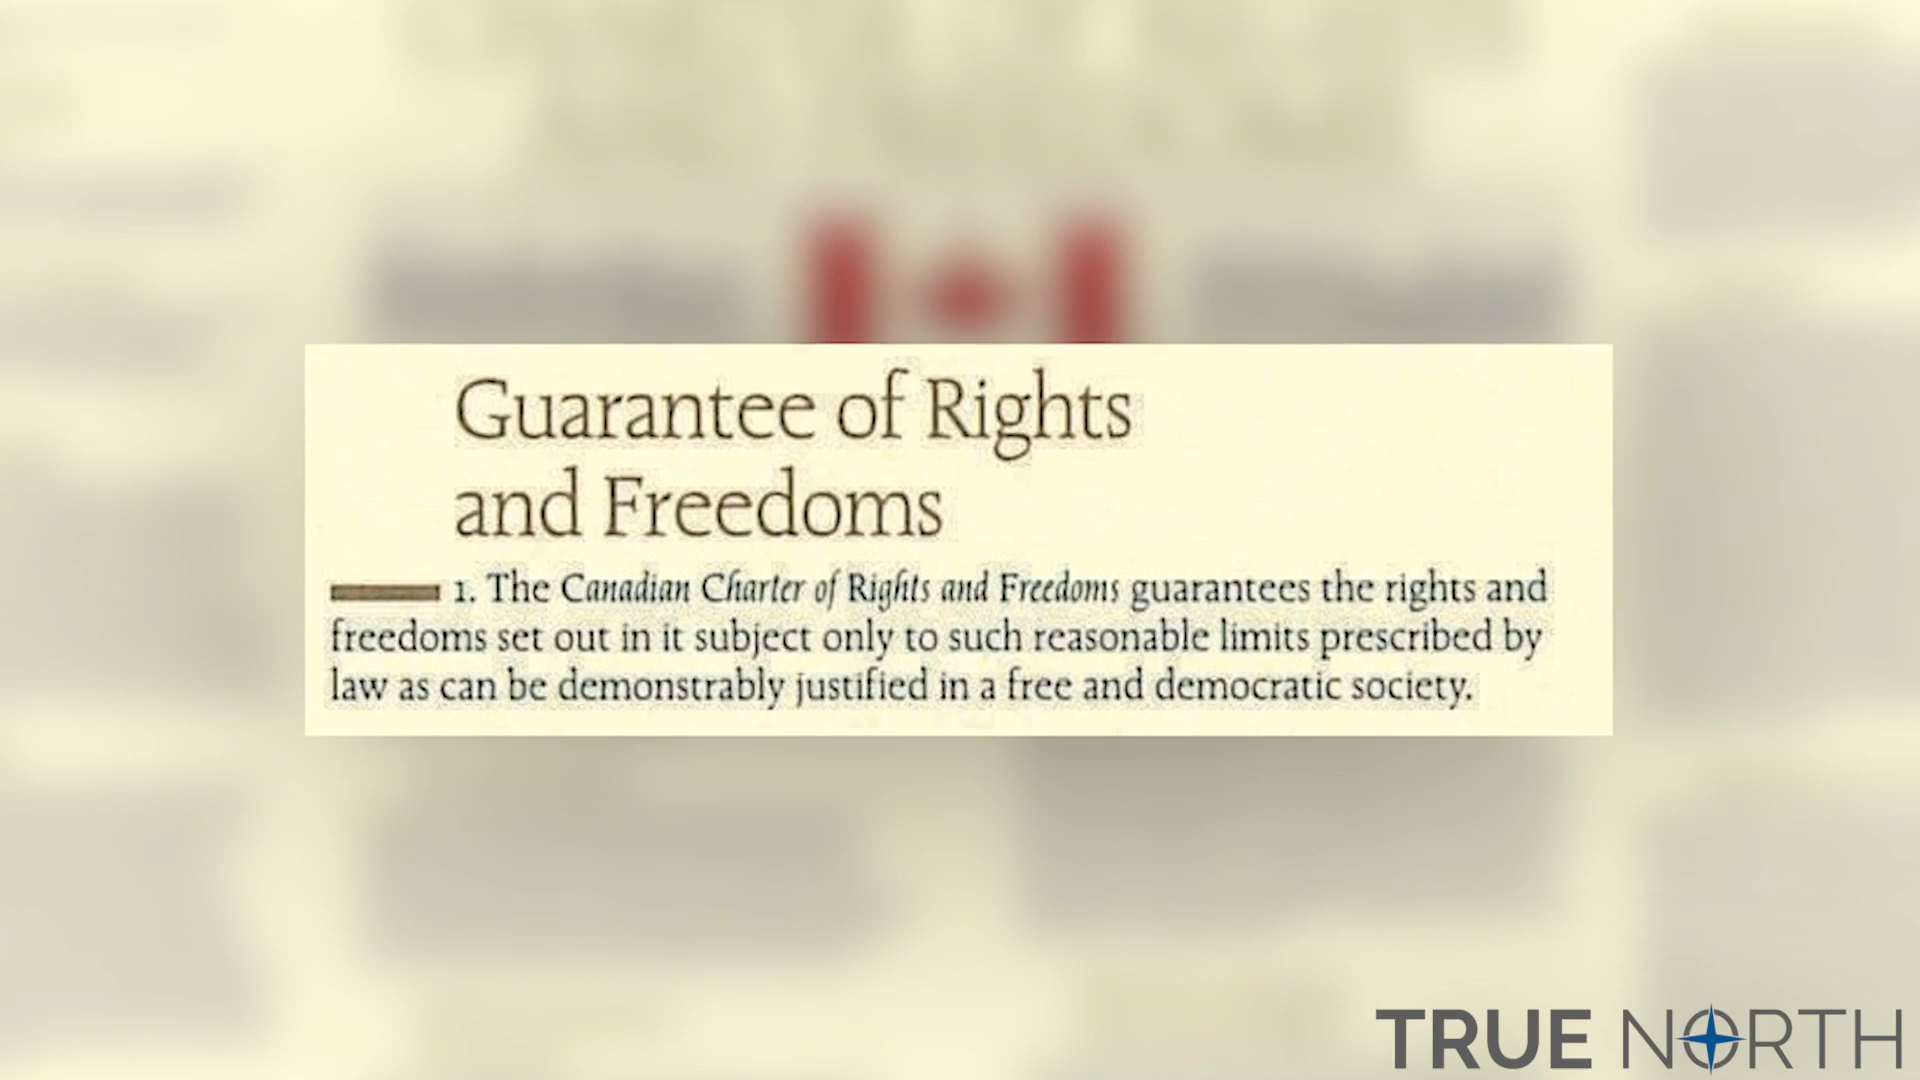 Guarantee of Rights
and Freedoms
1. The Canadian Charter of Rights and Freedoms guarantees the rights and
freedoms set out in it subject only to such reasonable limits prescribed by
law as can be demonstrably justified in a free and democratic society.
TRUE NORTH